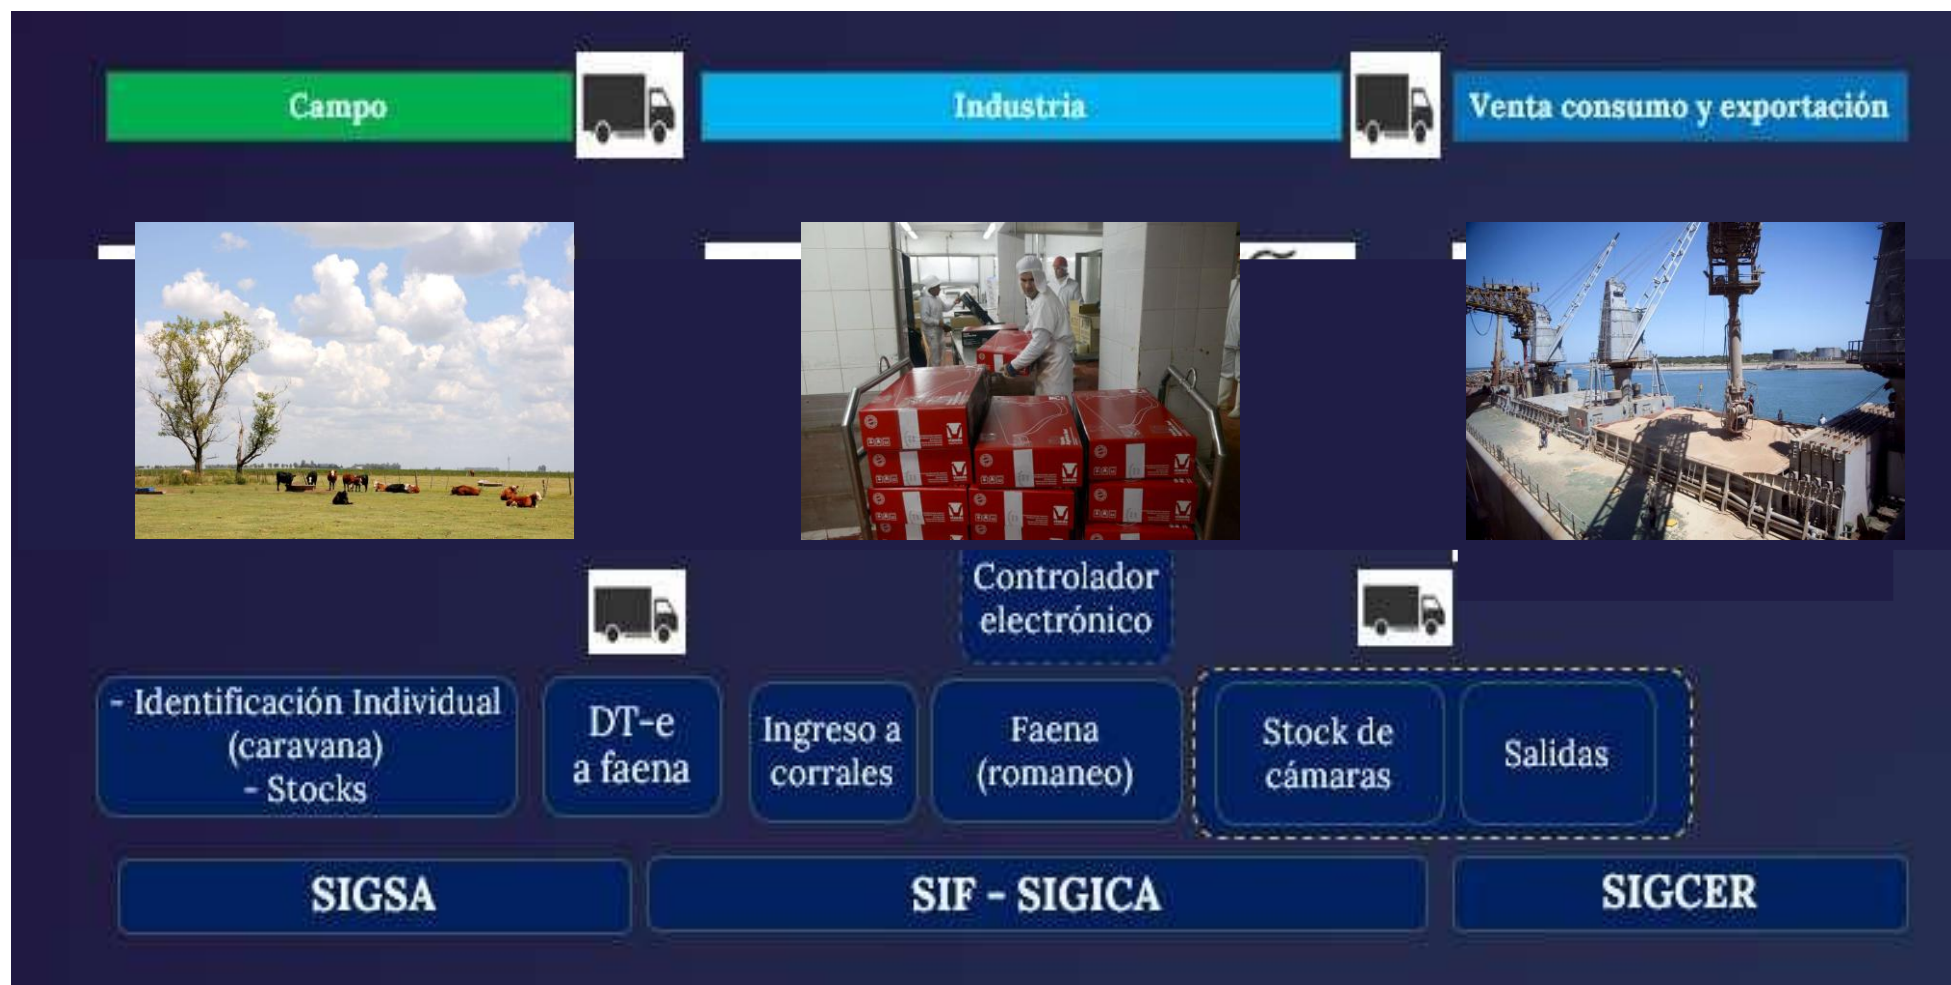 Campo
Industria
Venta consumo y exportación
Controlador
electrónico
- Identificación Individual
(caravana)
- Stocks
DT-e
a faena
Ingreso a
corrales
Faena
(romaneo)
Stock de
cámaras
Salidas
SIGSA
SIF - SIGICA
SIGCER